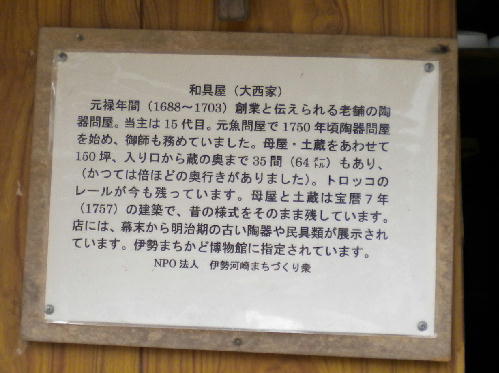 和具屋（大西家）
元禄年間（1688～1703）創業と伝えられる老舗の陶
器問屋。当主は15代目。元魚問屋で1750年頃陶器問屋
を始め、御師も務めていました。母屋・土蔵をあわせて
150坪、入り口から蔵の奥まで35間（64㍍）もあり、
（かつては倍ほどの奥行きがありました）。トロッコの
レールが今も残っています。母屋と土蔵は宝暦７年
（1757）の建築で、昔の様式をそのまま残しています。
店には、幕末から明治期の古い陶器や民具類が展示され
ています。伊勢まちかど博物館に指定されています。
NPO法人　伊勢河崎まちづくり衆